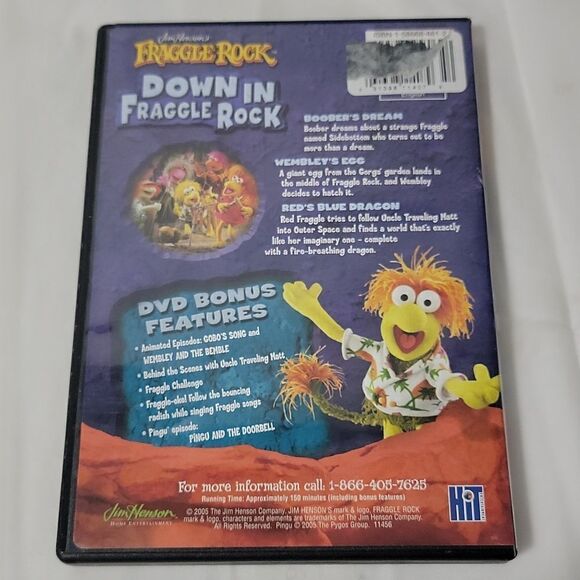 Jim Henson's
FRAGGLE ROCK
DOWN IN
FRAGGLE ROCK
English
BOOBER'S DREAM
Boober dreams about a strange Fraggle
named Sidebottom who turns out to be
more than a dream.
WEMBLEY'S EGG
A giant egg from the Gorgs' garden lands in
the middle of Fraggle Rock, and Wembley
decides to hatch it.
RED'S BLUE DRAGON
Red Fraggle tries to follow Uncle Traveling Matt
into Outer Space and finds a world that's exactly
like her imaginary one – complete
with a fire-breathing dragon.
DVD BONUS
FEATURES
• Animated Episodes: GOBO'S SONG and
WEMBLEY AND THE BEMBLE
• Behind the Scenes with Uncle Traveling Matt
• Fraggle Challenge
• Fraggle-oke! Follow the bouncing
radish while singing Fraggle songs
• Pingu® episode:
PINGU AND THE DOORBELL
For more information call: 1-866-405-7625
Running Time: Approximately 150 minutes (including bonus features)
Jim Henson
HOME ENTERTAINMENT
© 2005 The Jim Henson Company. JIM HENSON'S mark & logo, FRAGGLE ROCK
mark & logo, characters and elements are trademarks of The Jim Henson Company.
All Rights Reserved. Pingu © 2005 The Pygos Group. 11456
HiT